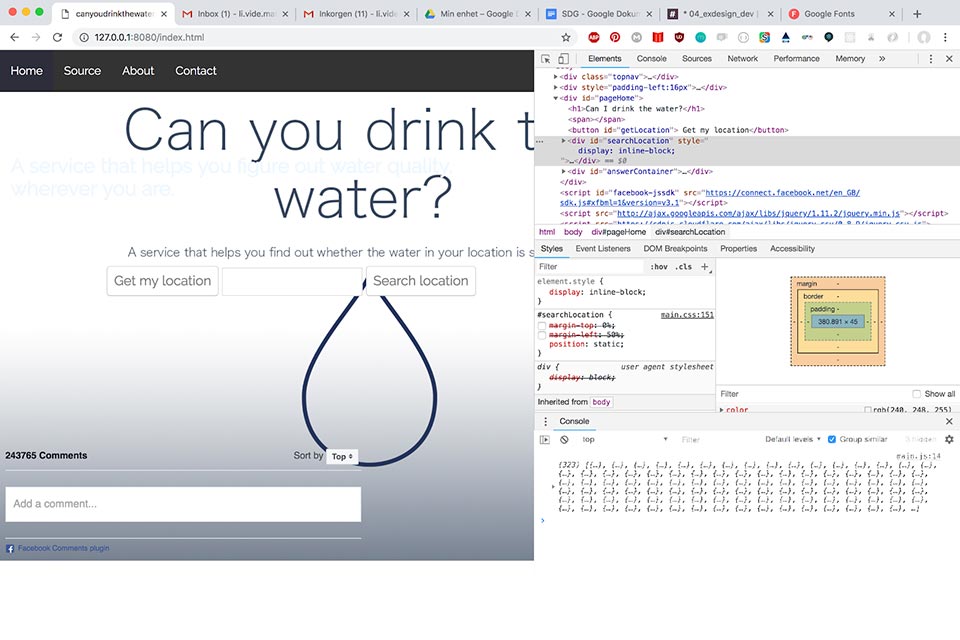 canyoudrinkthewater
Inbox (1) - li.vide.mat
Inkorgen (11) - li.vide
Min enhet – Google D
SDG - Google Dokum
* 04_exdesign_dev |
Google Fonts
127.0.0.1:8080/index.html
Home
Source
About
Contact
Can you drink t
water?
A service that helps you figure out water quality,
wherever you are.
A service that helps you find out whether the water in your location is s
Get my location
Search location
243765 Comments
Sort by
Top
Add a comment...
Facebook Comments plugin
Elements
Console
Sources
Network
Performance
Memory
»
<div class="topnav">…</div>
<div style="padding-left:16px">…</div>
<div id="pageHome">
<h1>Can I drink the water?</h1>
<span></span>
<button id="getLocation"> Get my location</button>
<div id="searchLocation" style="
display: inline-block;
">…</div> == $0
<div id="answerContainer">…</div>
</div>
<script id="facebook-jssdk" src="https://connect.facebook.net/en_GB/
sdk.js#xfbml=1&version=v3.1"></script>
<script src="http://ajax.googleapis.com/ajax/libs/jquery/1.11.2/jquery.min.js"></script>
html body div#pageHome div#searchLocation
Styles
Event Listeners
DOM Breakpoints
Properties
Accessibility
Filter
:hov .cls +
element.style {
display: inline-block;
}
#searchLocation {
main.css:151
margin-top: 0%;
margin-left: 50%;
position: static;
}
div {
user agent stylesheet
display: block;
}
Inherited from body
margin -
border -
padding -
380.891 × 45
Filter
Show all
color
rgb(240, 248, 255)
Console
top
Filter
Default levels
Group similar
5 hidden
main.js:14
(323) [{…}, {…}, {…}, {…}, {…}, {…}, {…}, {…}, {…}, {…}, {…}, {…}, {…}, {…}, {…}, {…},
{…}, {…}, {…}, {…}, {…}, {…}, {…}, {…}, {…}, {…}, {…}, {…}, {…}, {…}, {…}, {…}, {…},
{…}, {…}, {…}, {…}, {…}, {…}, {…}, {…}, {…}, {…}, {…}, {…}, {…}, {…}, {…}, {…}, {…},
{…}, {…}, {…}, {…}, {…}, {…}, {…}, {…}, {…}, {…}, {…}, {…}, {…}, {…}, {…}, {…}, {…},
{…}, {…}, {…}, {…}, {…}, {…}, {…}, {…}, {…}, {…}, {…}, {…}, {…}, {…}, {…}, {…}, {…},
{…}, {…}, {…}, {…}, {…}, {…}, {…}, {…}, {…}, {…}, {…}, {…}, {…}, {…}, {…}, {…}, …]